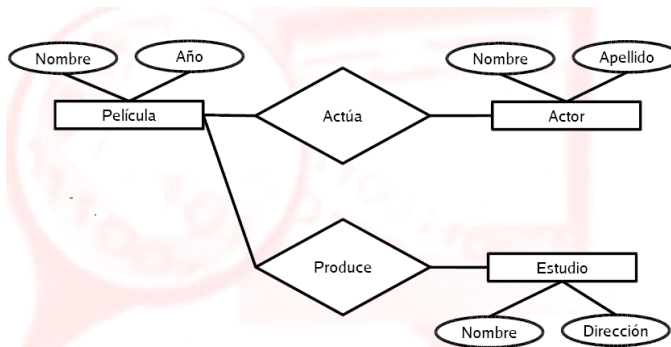 Nombre Año Nombre Apellido
Película Actúa Actor
Produce Estudio
Nombre Dirección